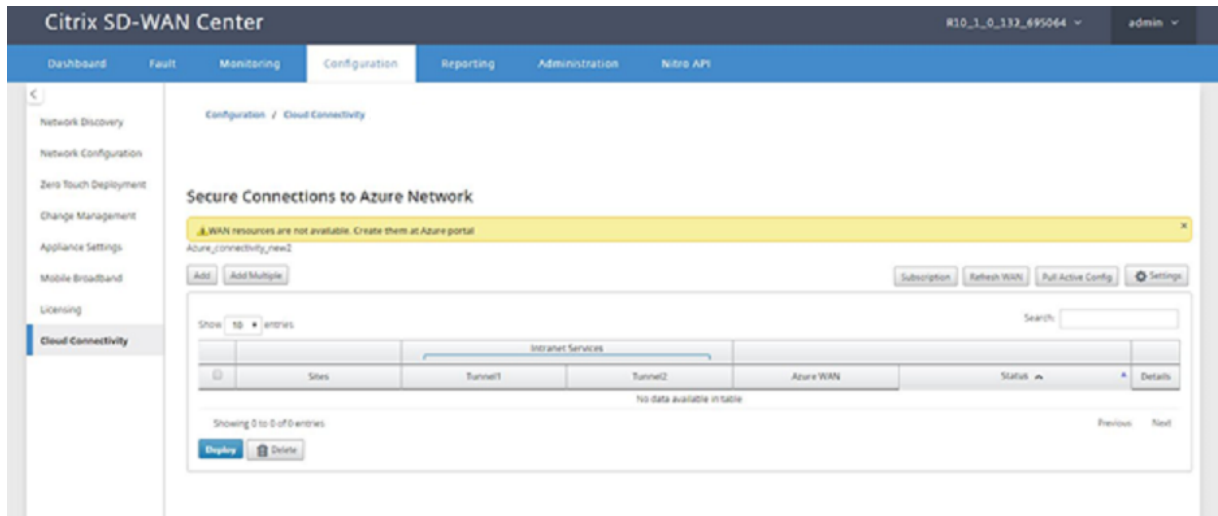 Citrix SD-WAN Center R10_1_0_132_695064 admin
Dashboard Fault Monitoring Configuration Reporting Administration Nitro API
Network Discovery
Network Configuration
Zero Touch Deployment
Change Management
Appliance Settings
Mobile Broadband
Licensing
Cloud Connectivity
Configuration / Cloud Connectivity
Secure Connections to Azure Network
WAN resources are not available. Create them at Azure portal ×
Azure_connectivity_new2
Add Add Multiple Subscription Refresh WAN Pull Active Config Settings
Show 10 entries Search:
Intranet Services
Sites Tunnel1 Tunnel2 Azure WAN Status Details
No data available in table
Showing 0 to 0 of 0 entries Previous Next
Deploy Delete